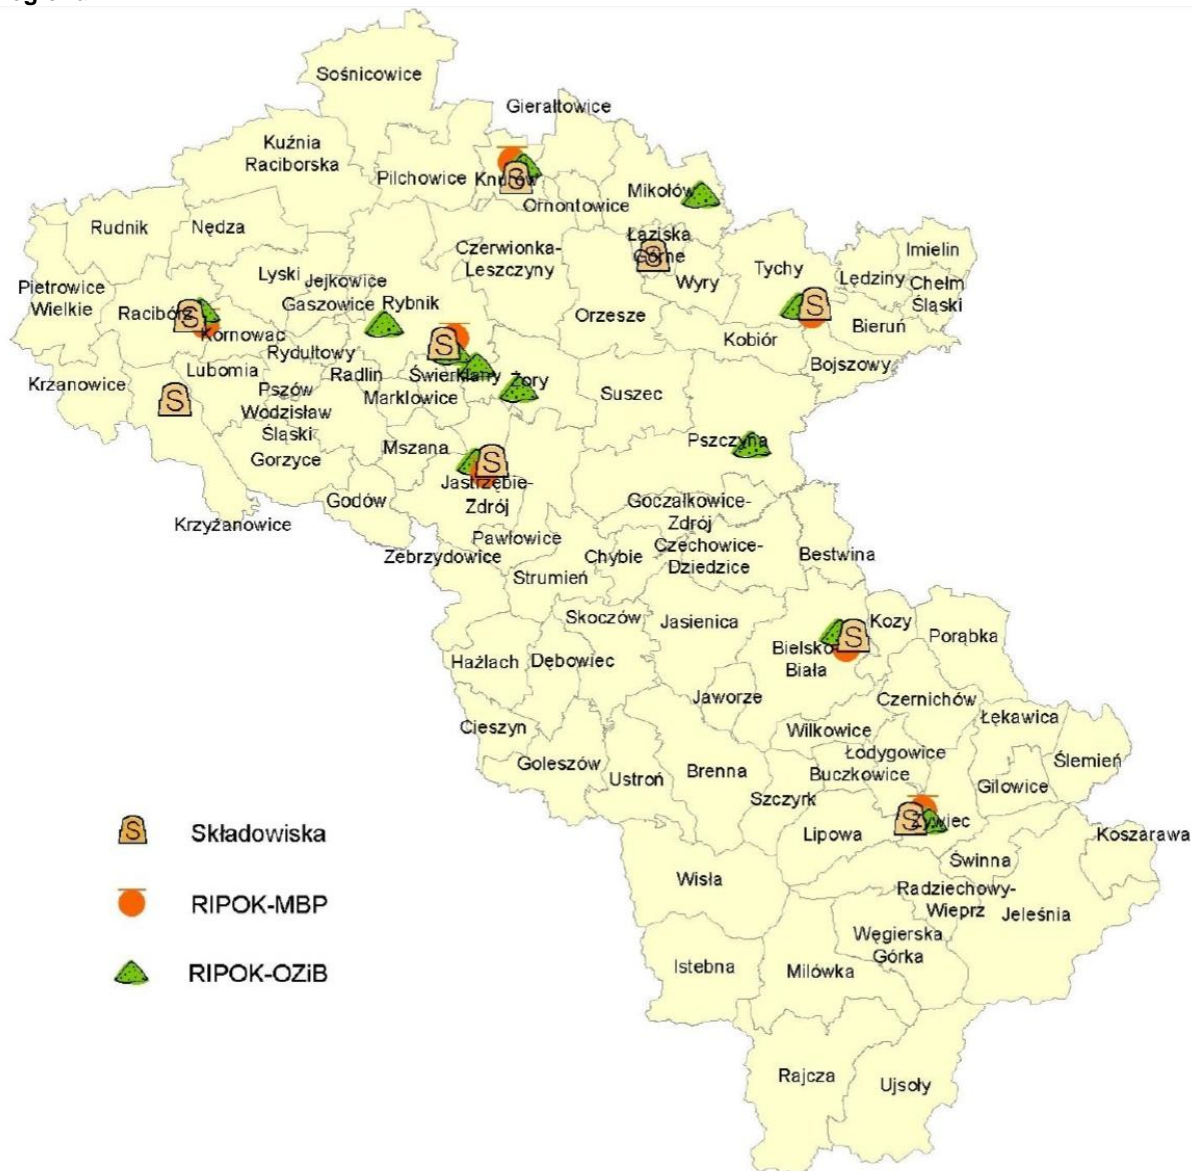 Sośnicowice
Gierałtowice
Kuźnia
Raciborska
Pilchowice
Knurów
Mikołów
Ornontowice
Rudnik
Nędza
Łaziska
Górne
Czerwionka-
Leszczyny
Imielin
Tychy
Lędziny
Chełm
Śląski
Lyski
Jejkowice
Wyry
Pietrowice
Wielkie
Gaszowice
Rybnik
Racibórz
Orzesze
Bieruń
Kornowac
Kobiór
Rydułtowy
Bojszowy
Krzanowice
Lubomia
Radlin
Świerklany
Żory
Pszów
Marklowice
Suszec
Wodzisław
Śląski
Pszczyna
Mszana
Gorzyce
Jastrzębie-
Zdrój
Godów
Goczałkowice-
Zdrój
Krzyżanowice
Pawłowice
Czechowice-
Dziedzice
Zebrzydowice
Chybie
Bestwina
Strumień
Skoczów
Jasienica
Kozy
Porąbka
Bielsko-
Biała
Hażlach
Dębowiec
Jaworze
Czernichów
Łękawica
Cieszyn
Wilkowice
Łodygowice
Ślemień
Goleszów
Ustroń
Brenna
Buczkowice
Gilowice
Szczyrk
Żywiec
Lipowa
Koszarawa
Świnna
Wisła
Radziechowy-
Wieprz
Jeleśnia
Węgierska
Górka
Istebna
Milówka
Rajcza
Ujsoły
S
S
S
S
S
S
S
S
S
S Składowiska
RIPOK-MBP
RIPOK-OZiB